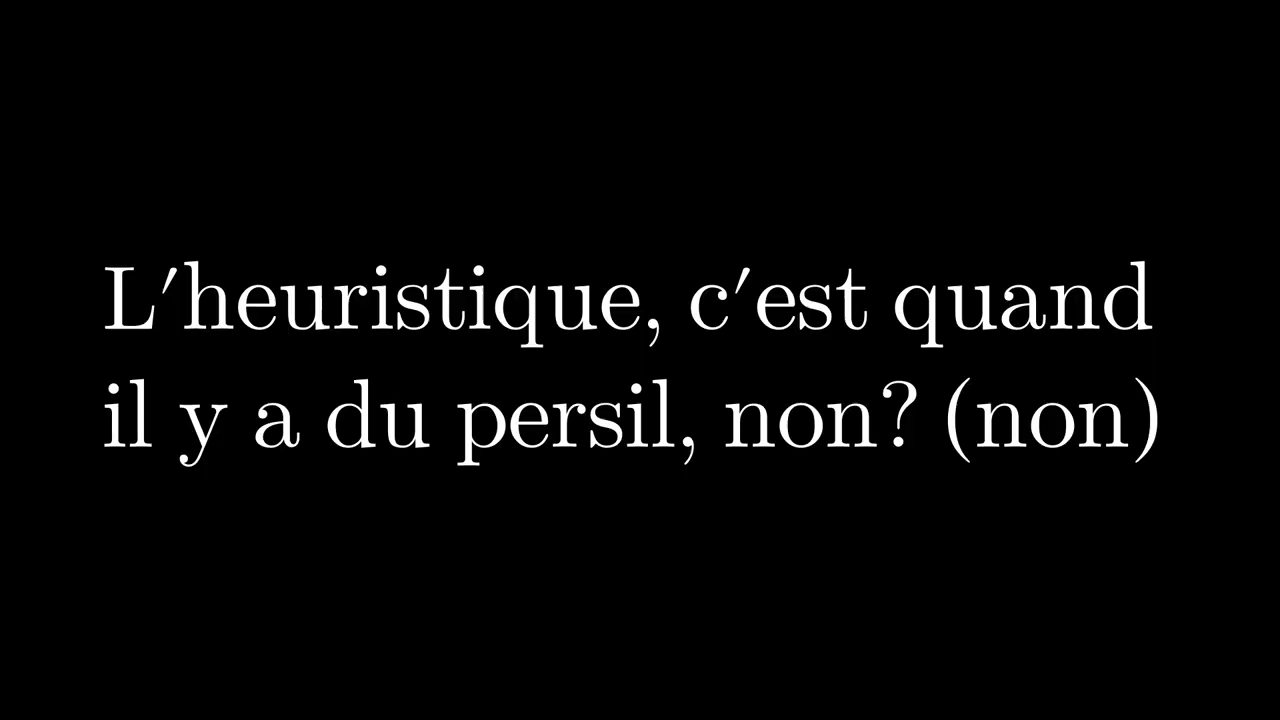 L'heuristique, c'est quand
il y a du persil, non? (non)